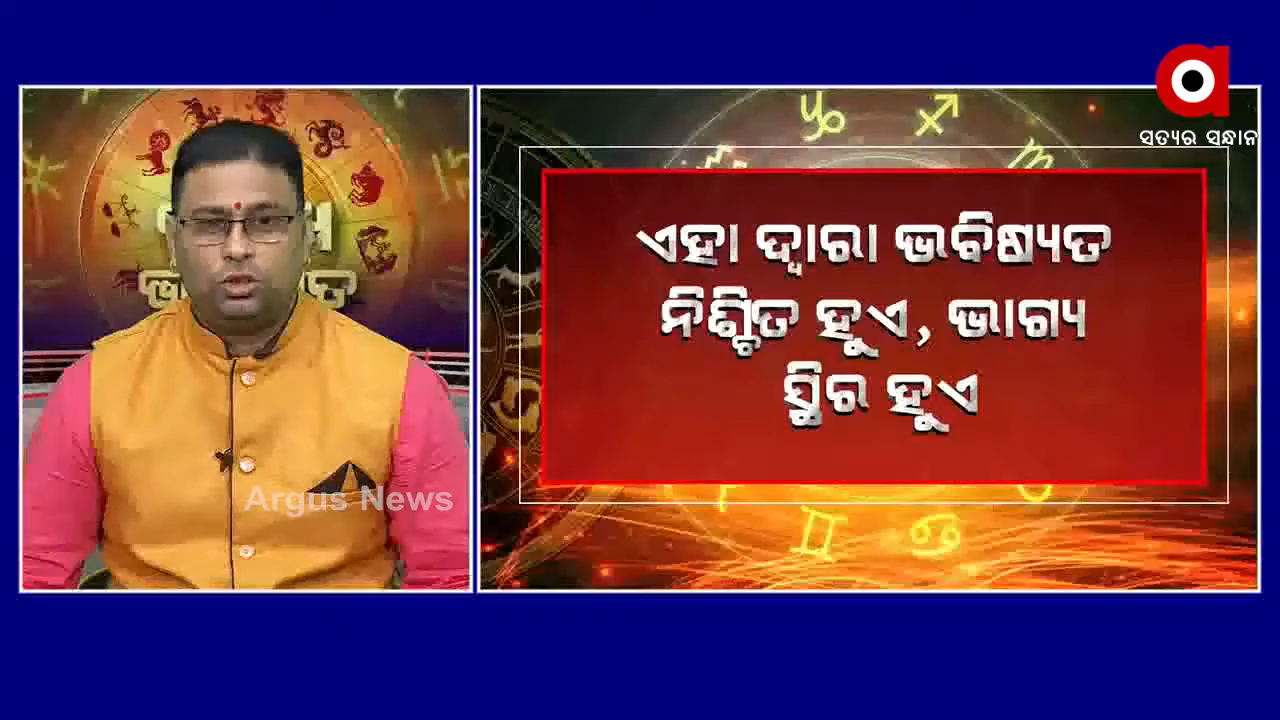 ସତ୍ୟର ସନ୍ଧାନ
ଏହା ଦ୍ୱାରା ଭବିଷ୍ୟତ
ନିଶ୍ଚିତ ହୁଏ, ଭାଗ୍ୟ
ସ୍ଥିର ହୁଏ
Argus News